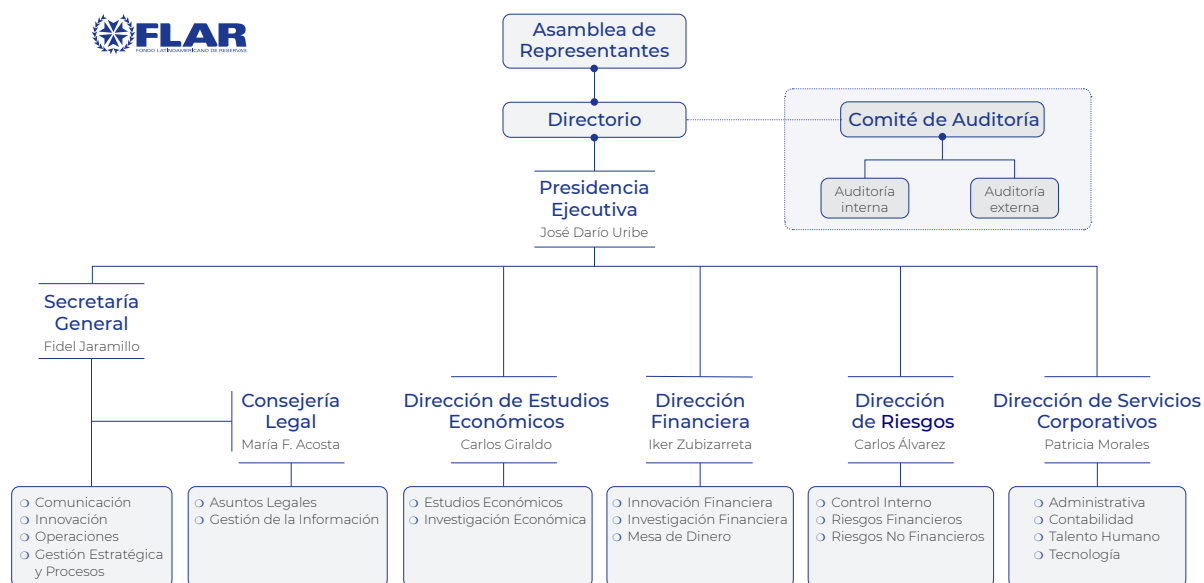 FLAR
FONDO LATINOAMERICANO DE RESERVAS
Asamblea de
Representantes
Directorio
Comité de Auditoría
Auditoría
interna
Auditoría
externa
Presidencia
Ejecutiva
José Darío Uribe
Secretaría
General
Fidel Jaramillo
Consejería
Legal
María F. Acosta
Dirección de Estudios
Económicos
Carlos Giraldo
Dirección
Financiera
Iker Zubizarreta
Dirección
de Riesgos
Carlos Álvarez
Dirección de Servicios
Corporativos
Patricia Morales
Comunicación
Innovación
Operaciones
Gestión Estratégica
y Procesos
Asuntos Legales
Gestión de la Información
Estudios Económicos
Investigación Económica
Innovación Financiera
Investigación Financiera
Mesa de Dinero
Control Interno
Riesgos Financieros
Riesgos No Financieros
Administrativa
Contabilidad
Talento Humano
Tecnología